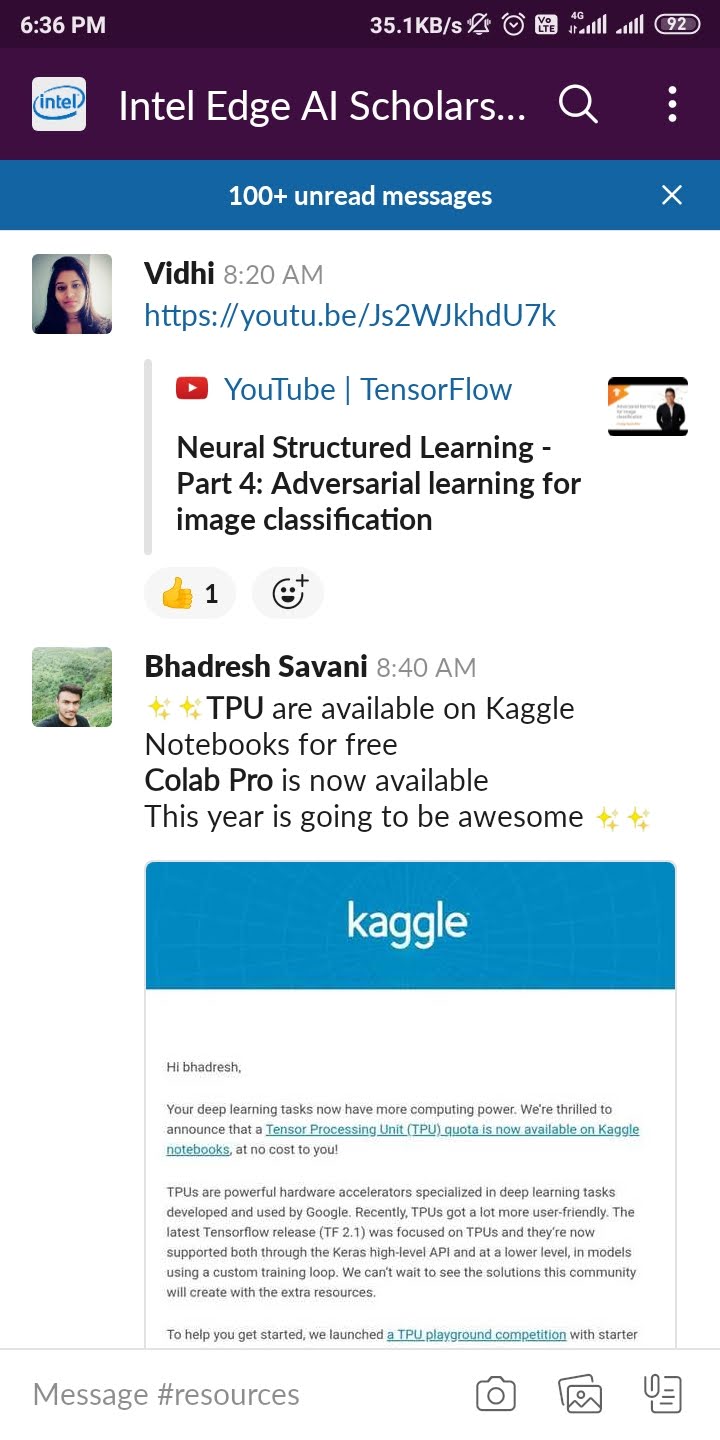 6:36 PM 35.1KB/s Vo LTE 4G 92
intel Intel Edge AI Scholars...
100+ unread messages
Vidhi 8:20 AM
https://youtu.be/Js2WJkhdU7k
YouTube | TensorFlow
Neural Structured Learning -
Part 4: Adversarial learning for
image classification
👍 1
Bhadresh Savani 8:40 AM
✨✨TPU are available on Kaggle
Notebooks for free
Colab Pro is now available
This year is going to be awesome ✨✨
kaggle
Hi bhadresh,
Your deep learning tasks now have more computing power. We're thrilled to
announce that a Tensor Processing Unit (TPU) quota is now available on Kaggle
notebooks, at no cost to you!
TPUs are powerful hardware accelerators specialized in deep learning tasks
developed and used by Google. Recently, TPUs got a lot more user-friendly. The
latest Tensorflow release (TF 2.1) was focused on TPUs and they're now
supported both through the Keras high-level API and at a lower level, in models
using a custom training loop. We can't wait to see the solutions this community
will create with the extra resources.
To help you get started, we launched a TPU playground competition with starter
Message #resources